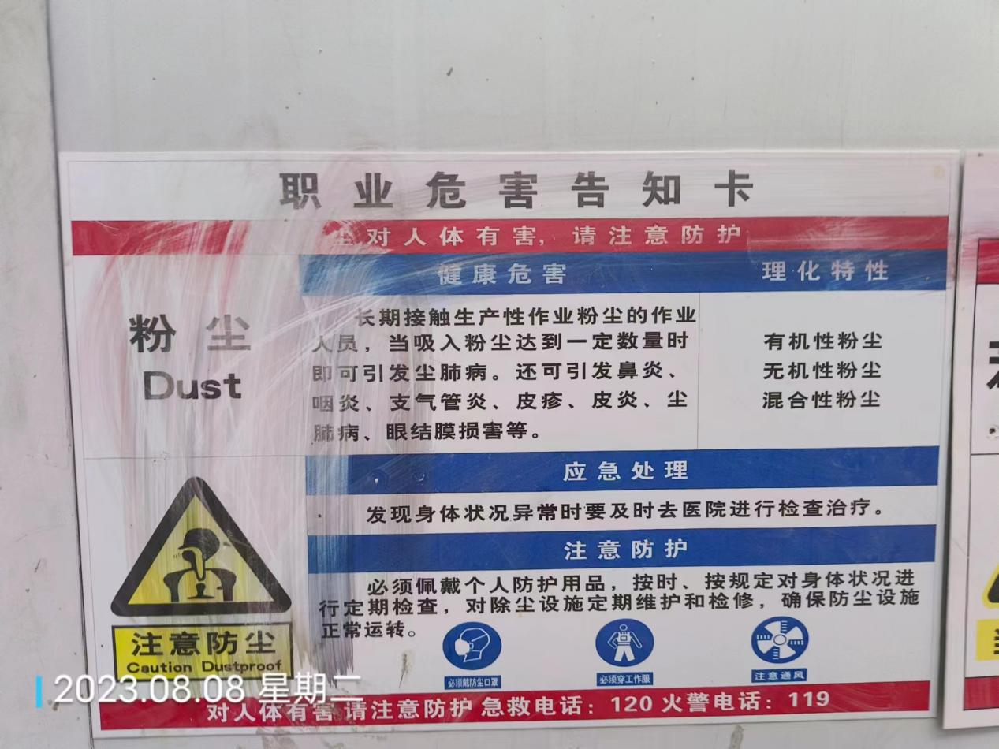 职业危害告知卡
尘对人体有害,请注意防护
健康危害
理化特性
粉尘
Dust
长期接触生产性作业粉尘的作业
人员，当吸入粉尘达到一定数量时
即可引发尘肺病。还可引发鼻炎、
咽炎、支气管炎、皮疹、皮炎、尘
肺病、眼结膜损害等。
有机性粉尘
无机性粉尘
混合性粉尘
应急处理
发现身体状况异常时要及时去医院进行检查治疗。
注意防护
必须佩戴个人防护用品，按时、按规定对身体状况进
行定期检查，对除尘设施定期维护和检修，确保防尘设施
正常运转。
注意防尘
Caution Dustproof
必须戴防尘口罩
必须穿工作服
注意通风
2023.08.08 星期二
对人体有害 请注意防护 急救电话：120 火警电话：119